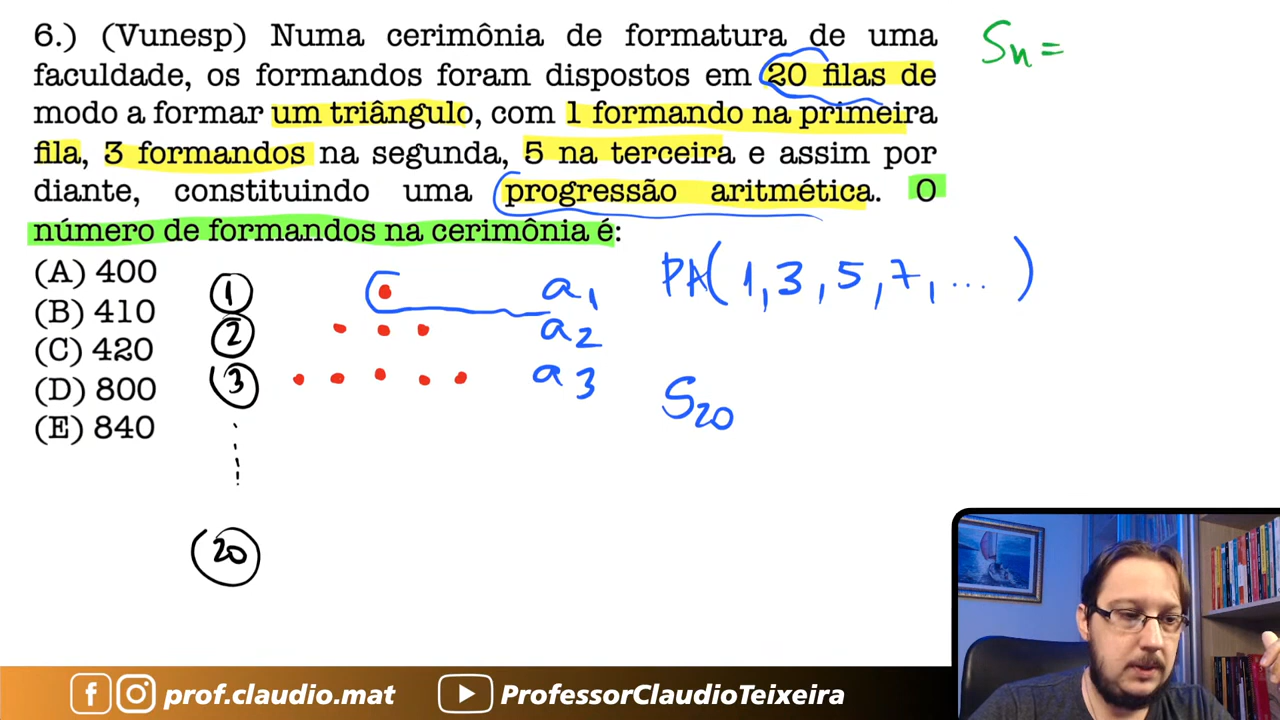 6.) (Vunesp) Numa cerimônia de formatura de uma
faculdade, os formandos foram dispostos em 20 filas de
modo a formar um triângulo, com 1 formando na primeira
fila, 3 formandos na segunda, 5 na terceira e assim por
diante, constituindo uma progressão aritmética. O
número de formandos na cerimônia é:
(A) 400
(B) 410
(C) 420
(D) 800
(E) 840
Sn =
1
2
3
20
a1
a2
a3
PA(1,3,5,7,...)
S20
prof.claudio.mat
ProfessorClaudioTeixeira